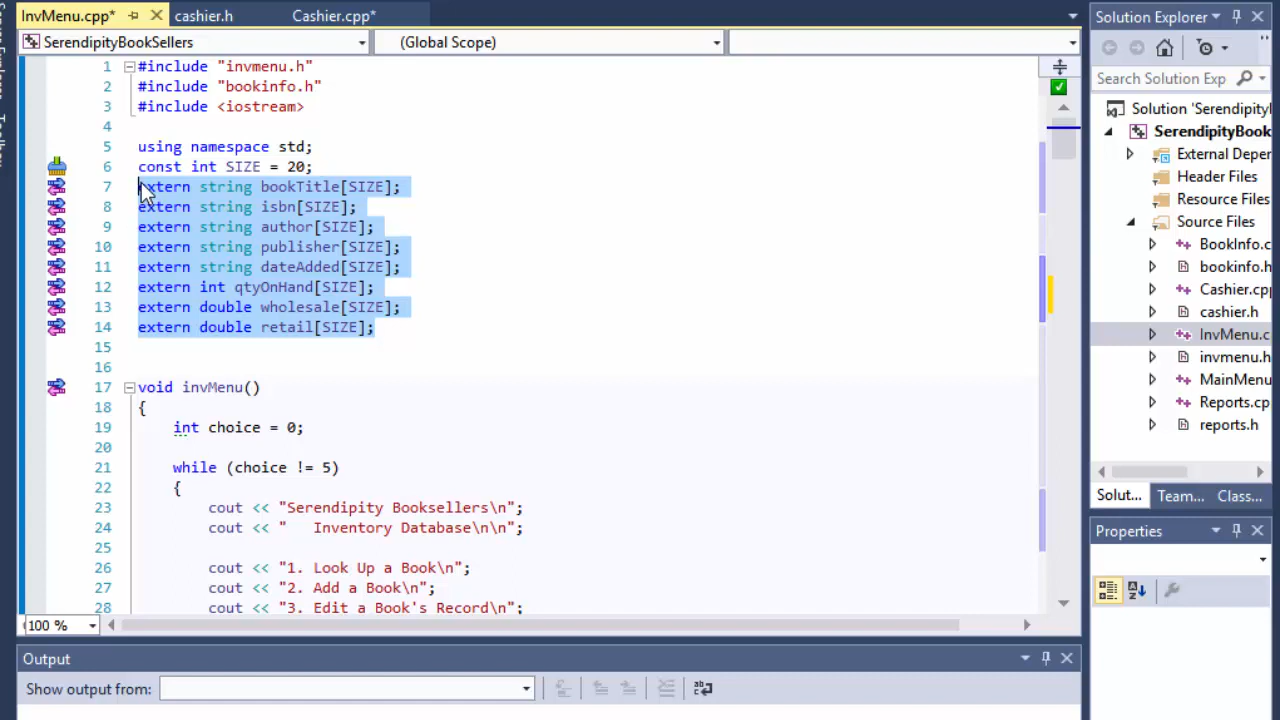 InvMenu.cpp*
cashier.h
Cashier.cpp*
SerendipityBookSellers
(Global Scope)
1 #include "invmenu.h"
2 #include "bookinfo.h"
3 #include <iostream>
4
5 using namespace std;
6 const int SIZE = 20;
7 extern string bookTitle[SIZE];
8 extern string isbn[SIZE];
9 extern string author[SIZE];
10 extern string publisher[SIZE];
11 extern string dateAdded[SIZE];
12 extern int qtyOnHand[SIZE];
13 extern double wholesale[SIZE];
14 extern double retail[SIZE];
15
16
17 void invMenu()
18 {
19 int choice = 0;
20
21 while (choice != 5)
22 {
23 cout << "Serendipity Booksellers\n";
24 cout << "   Inventory Database\n\n";
25
26 cout << "1. Look Up a Book\n";
27 cout << "2. Add a Book\n";
28 cout << "3. Edit a Book's Record\n";
100 %
Output
Show output from:
Solution Explorer
Search Solution Exp
Solution 'Serendipity
SerendipityBook
External Deper
Header Files
Resource Files
Source Files
BookInfo.c
bookinfo.h
Cashier.cpp
cashier.h
InvMenu.c
invmenu.h
MainMenu
Reports.cp
reports.h
Solut...
Team...
Class...
Properties